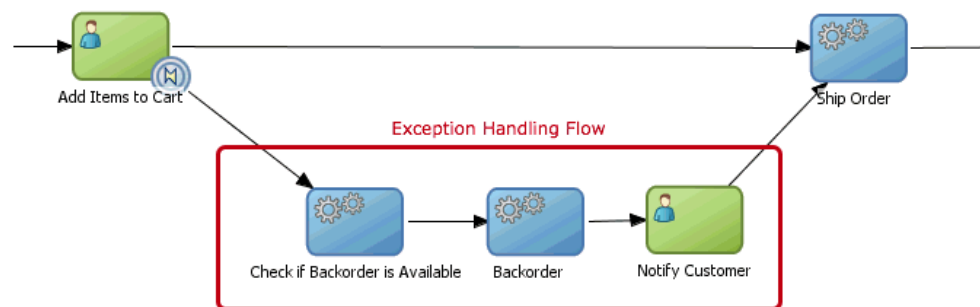 Add Items to Cart
Ship Order
Exception Handling Flow
Check if Backorder is Available
Backorder
Notify Customer